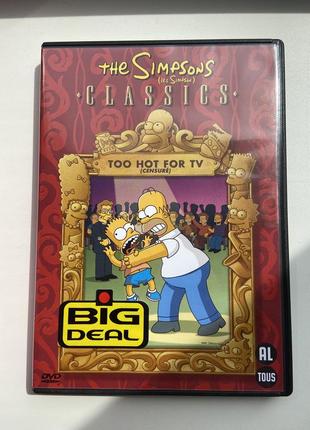 the Simpsons
(les Simpson)
CLASSICS
TOO HOT FOR TV
(CENSURÉ)
BIG
DEAL
DVD
AL
TOUS